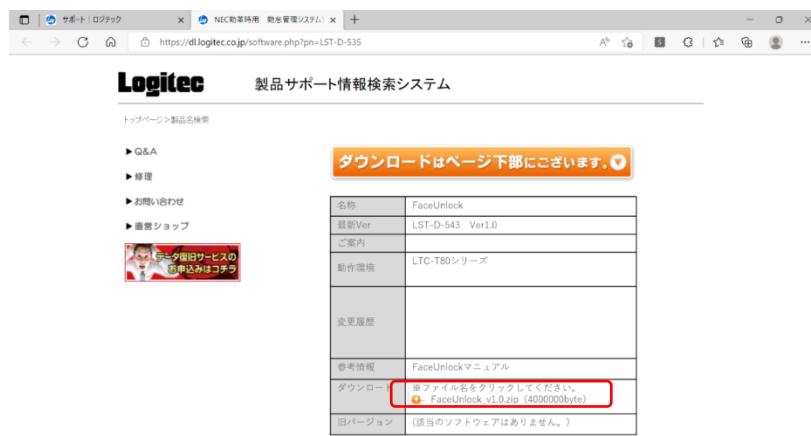 サポート | ロジテック
NEC勤革時用 勤怠管理システム
https://dl.logitec.co.jp/software.php?pn=LST-D-535
Logitec 製品サポート情報検索システム
トップページ>製品名検索
▶Q&A
▶修理
▶お問い合わせ
▶直営ショップ
データ復旧サービスの
お申込みはコチラ
ダウンロードはページ下部にございます。
名称 FaceUnlock
最新Ver LST-D-543 Ver1.0
ご案内
動作環境 LTC-T80シリーズ
変更履歴
参考情報 FaceUnlockマニュアル
ダウンロード ※ファイル名をクリックしてください。
FaceUnlock_v1.0.zip (4000000byte)
旧バージョン (該当のソフトウェアはありません。)